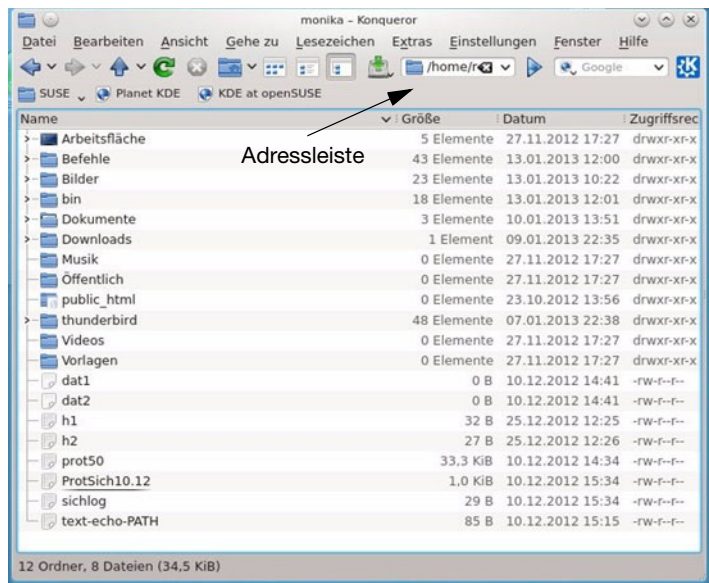 monika – Konqueror
Datei Bearbeiten Ansicht Gehe zu Lesezeichen Extras Einstellungen Fenster Hilfe
/home/r Google
SUSE Planet KDE KDE at openSUSE
Name Größe Datum Zugriffsrec
Adressleiste
Arbeitsfläche 5 Elemente 27.11.2012 17:27 drwxr-xr-x
Befehle 43 Elemente 13.01.2013 12:00 drwxr-xr-x
Bilder 23 Elemente 13.01.2013 10:22 drwxr-xr-x
bin 18 Elemente 13.01.2013 12:01 drwxr-xr-x
Dokumente 3 Elemente 10.01.2013 13:51 drwxr-xr-x
Downloads 1 Element 09.01.2013 22:35 drwxr-xr-x
Musik 0 Elemente 27.11.2012 17:27 drwxr-xr-x
Öffentlich 0 Elemente 27.11.2012 17:27 drwxr-xr-x
public_html 0 Elemente 23.10.2012 13:56 drwxr-xr-x
thunderbird 48 Elemente 07.01.2013 22:38 drwxr-xr-x
Videos 0 Elemente 27.11.2012 17:27 drwxr-xr-x
Vorlagen 0 Elemente 27.11.2012 17:27 drwxr-xr-x
dat1 0 B 10.12.2012 14:41 -rw-r--r--
dat2 0 B 10.12.2012 14:41 -rw-r--r--
h1 32 B 25.12.2012 12:25 -rw-r--r--
h2 27 B 25.12.2012 12:26 -rw-r--r--
prot50 33,3 KiB 10.12.2012 14:34 -rw-r--r--
ProtSich10.12 1,0 KiB 10.12.2012 15:34 -rw-r--r--
sichlog 29 B 10.12.2012 15:34 -rw-r--r--
text-echo-PATH 85 B 10.12.2012 15:15 -rw-r--r--
12 Ordner, 8 Dateien (34,5 KiB)